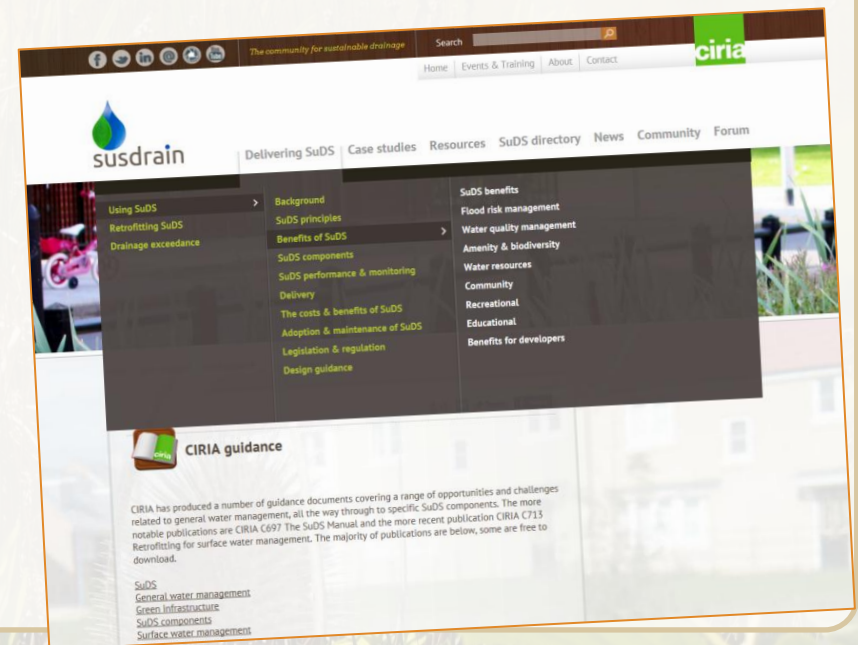 The community for sustainable drainage
Search
ciria
Home Events & Training About Contact
susdrain
Delivering SuDS Case studies Resources SuDS directory News Community Forum
Using SuDS
Retrofitting SuDS
Drainage exceedance
Background
SuDS principles
Benefits of SuDS
SuDS components
SuDS performance & monitoring
Delivery
The costs & benefits of SuDS
Adoption & maintenance of SuDS
Legislation & regulation
Design guidance
SuDS benefits
Flood risk management
Water quality management
Amenity & biodiversity
Water resources
Community
Recreational
Educational
Benefits for developers
ciria
CIRIA guidance
CIRIA has produced a number of guidance documents covering a range of opportunities and challenges
related to general water management, all the way through to specific SuDS components. The more
notable publications are CIRIA C697 The SuDS Manual and the more recent publication CIRIA C713
Retrofitting for surface water management. The majority of publications are below, some are free to
download.
SuDS
General water management
Green Infrastructure
SuDS components
Surface water management